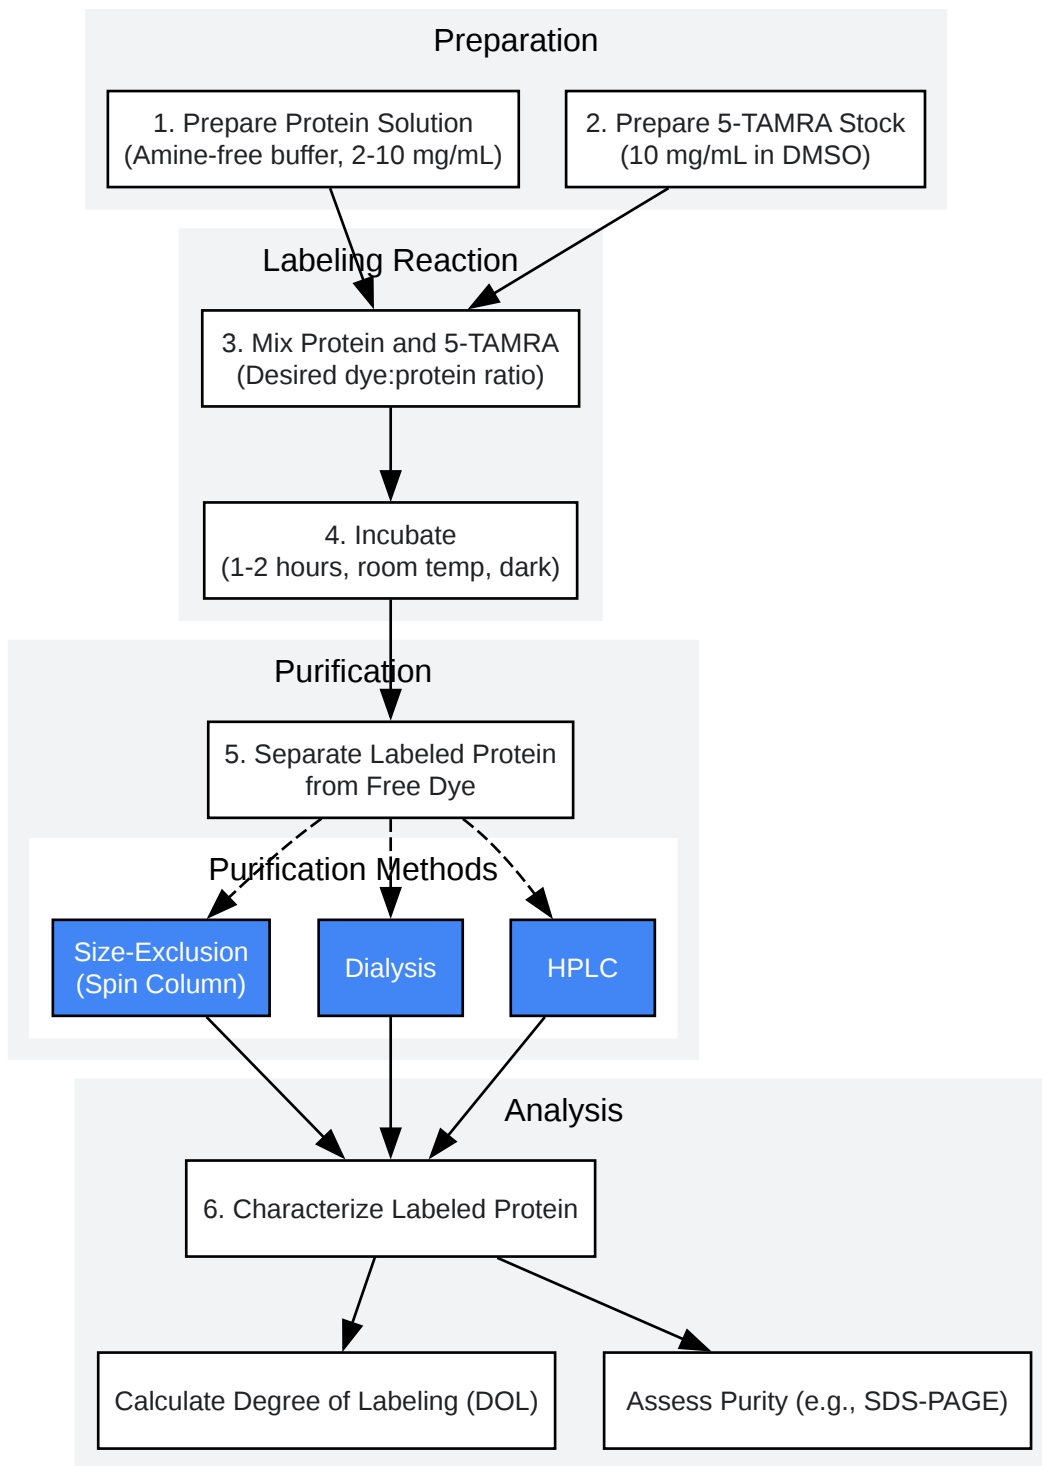 Preparation
1. Prepare Protein Solution
(Amine-free buffer, 2-10 mg/mL)
2. Prepare 5-TAMRA Stock
(10 mg/mL in DMSO)
Labeling Reaction
3. Mix Protein and 5-TAMRA
(Desired dye:protein ratio)
4. Incubate
(1-2 hours, room temp, dark)
Purification
5. Separate Labeled Protein
from Free Dye
Purification Methods
Size-Exclusion
(Spin Column)
Dialysis
HPLC
Analysis
6. Characterize Labeled Protein
Calculate Degree of Labeling (DOL)
Assess Purity (e.g., SDS-PAGE)